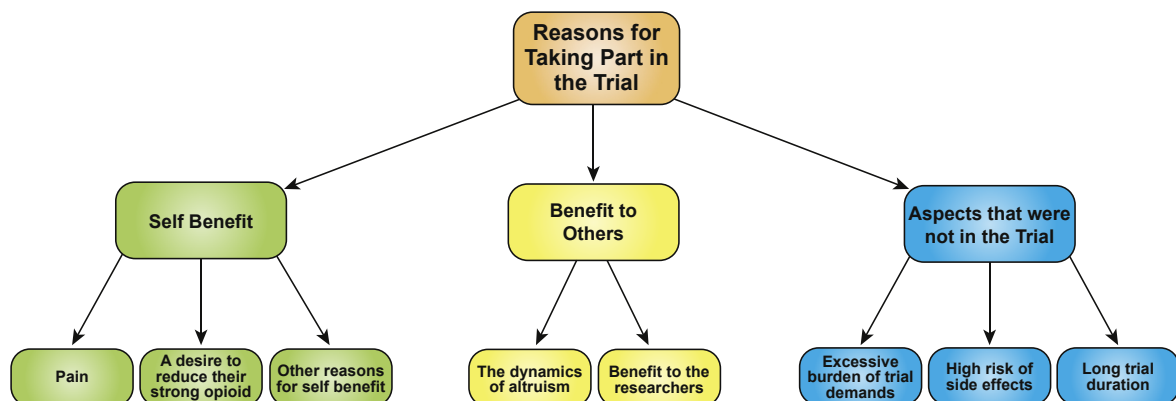 Reasons for
Taking Part in
the Trial
Self Benefit
Benefit to
Others
Aspects that were
not in the Trial
Pain
A desire to
reduce their
strong opioid
Other reasons
for self benefit
The dynamics
of altruism
Benefit to the
researchers
Excessive
burden of trial
demands
High risk of
side effects
Long trial
duration